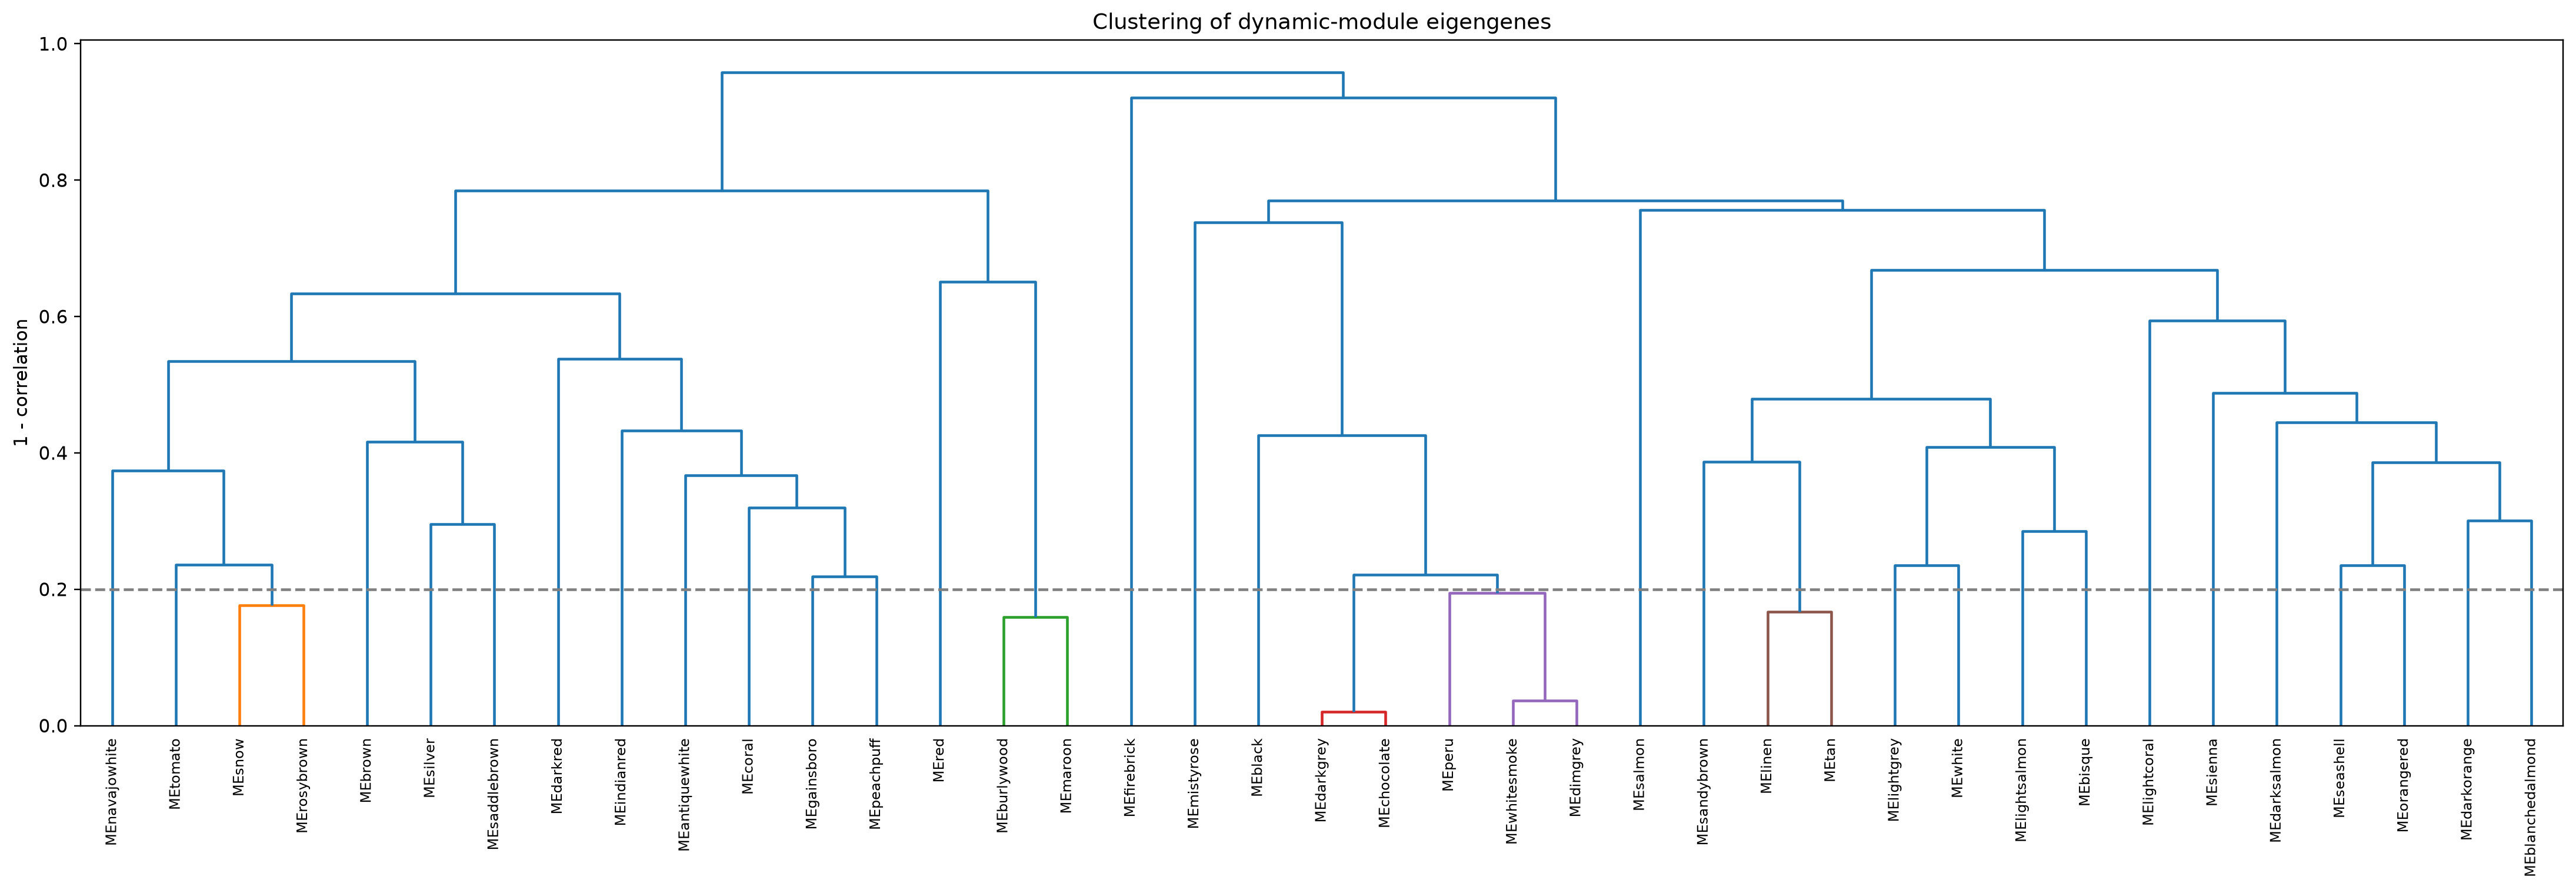 Clustering of dynamic-module eigengenes
1 - correlation
1.0
0.8
0.6
0.4
0.2
0.0
MEnavajowhite
MEtomato
MEsnow
MErosybrown
MEbrown
MEsilver
MEsaddlebrown
MEdarkred
MEindianred
MEantiquewhite
MEcoral
MEgainsboro
MEpeachpuff
MEred
MEburlywood
MEmaroon
MEfirebrick
MEmistyrose
MEblack
MEdarkgrey
MEchocolate
MEperu
MEwhitesmoke
MEdimgrey
MEsalmon
MEsandybrown
MElinen
MEtan
MElightgrey
MEwhite
MElightsalmon
MEbisque
MElightcoral
MEsienna
MEdarksalmon
MEseashell
MEorangered
MEdarkorange
MEblanchedalmond